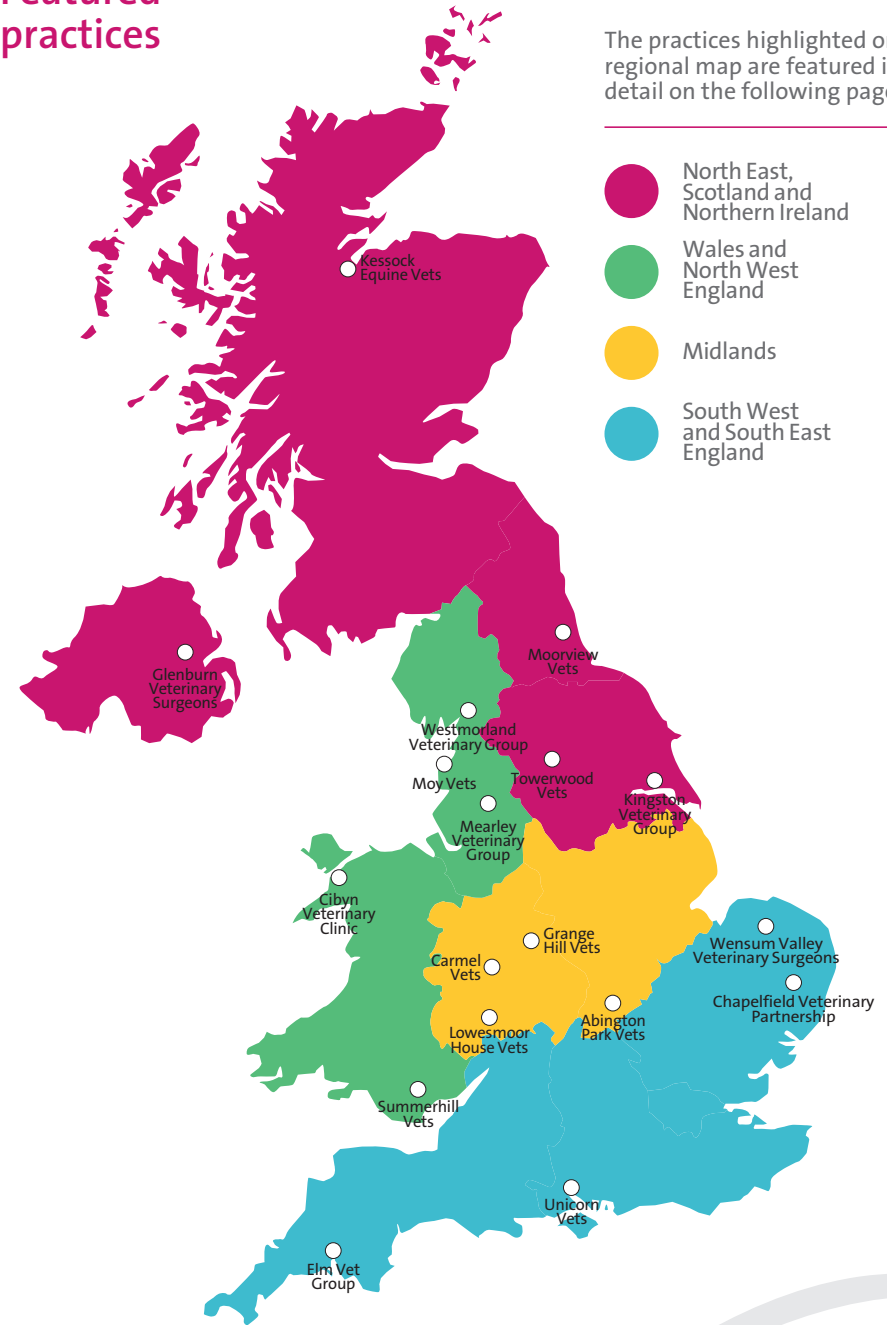 practices
The practices highlighted
regional map are featured
detail on the following
North East,
Scotland and
Northern Ireland
Wales and
North West
England
Midlands
South West
and South East
England
Kessock
Equine Vets
Glenburn
Veterinary
Surgeons
Moorview
Vets
Westmorland
Veterinary Group
Moy Vets
Towerwood
Vets
Kingston
Veterinary
Group
Mearley
Veterinary
Group
Cibyn
Veterinary
Clinic
Grange
Hill Vets
Carmel
Vets
Wensum Valley
Veterinary Surgeons
Chapelfield Veterinary
Partnership
Lowesmoor
House Vets
Abington
Park Vets
Summerhill
Vets
Unicorn
Vets
Elm Vet
Group